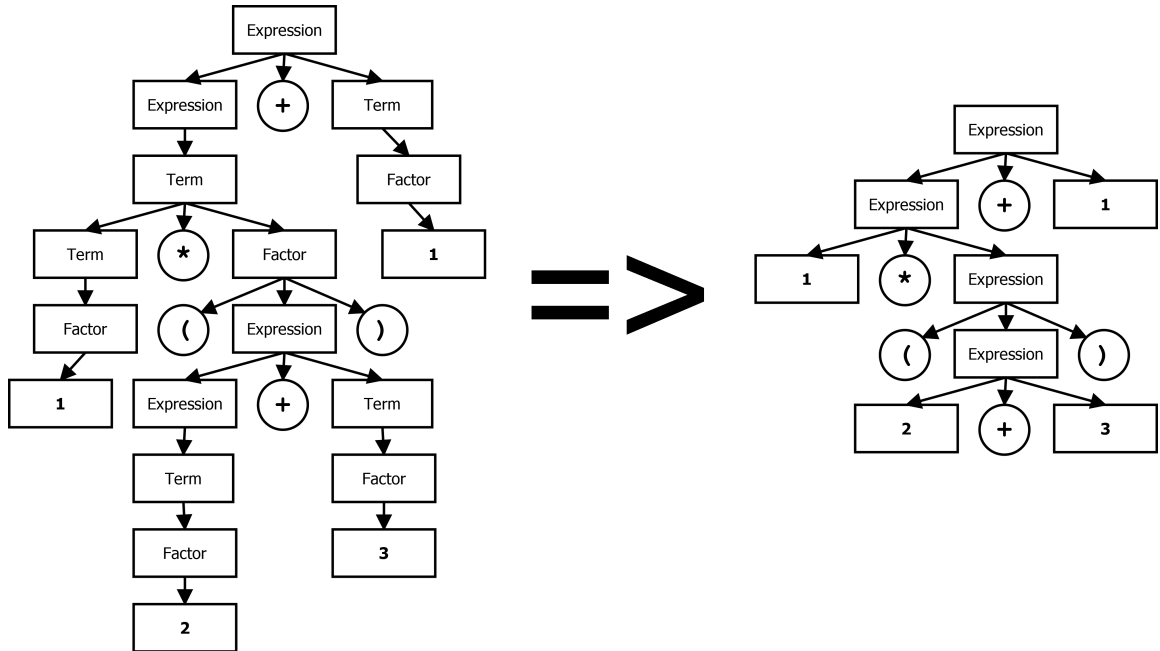 Expression
Expression + Term
Term Factor
Term * Factor 1
Factor ( Expression )
1 Expression + Term
Term Factor
Factor 3
2
=>
Expression
Expression + 1
1 * Expression
( Expression )
2 + 3